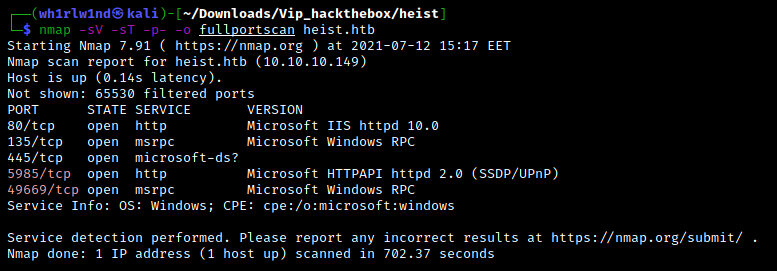 ┌──(wh1rlw1nd㉿kali)-[~/Downloads/Vip_hackthebox/heist]
└─$ nmap -sV -sT -p- -o fullportscan heist.htb
Starting Nmap 7.91 ( https://nmap.org ) at 2021-07-12 15:17 EET
Nmap scan report for heist.htb (10.10.10.149)
Host is up (0.14s latency).
Not shown: 65530 filtered ports
PORT      STATE SERVICE       VERSION
80/tcp    open  http          Microsoft IIS httpd 10.0
135/tcp   open  msrpc         Microsoft Windows RPC
445/tcp   open  microsoft-ds?
5985/tcp  open  http          Microsoft HTTPAPI httpd 2.0 (SSDP/UPnP)
49669/tcp open  msrpc         Microsoft Windows RPC
Service Info: OS: Windows; CPE: cpe:/o:microsoft:windows

Service detection performed. Please report any incorrect results at https://nmap.org/submit/ .
Nmap done: 1 IP address (1 host up) scanned in 702.37 seconds